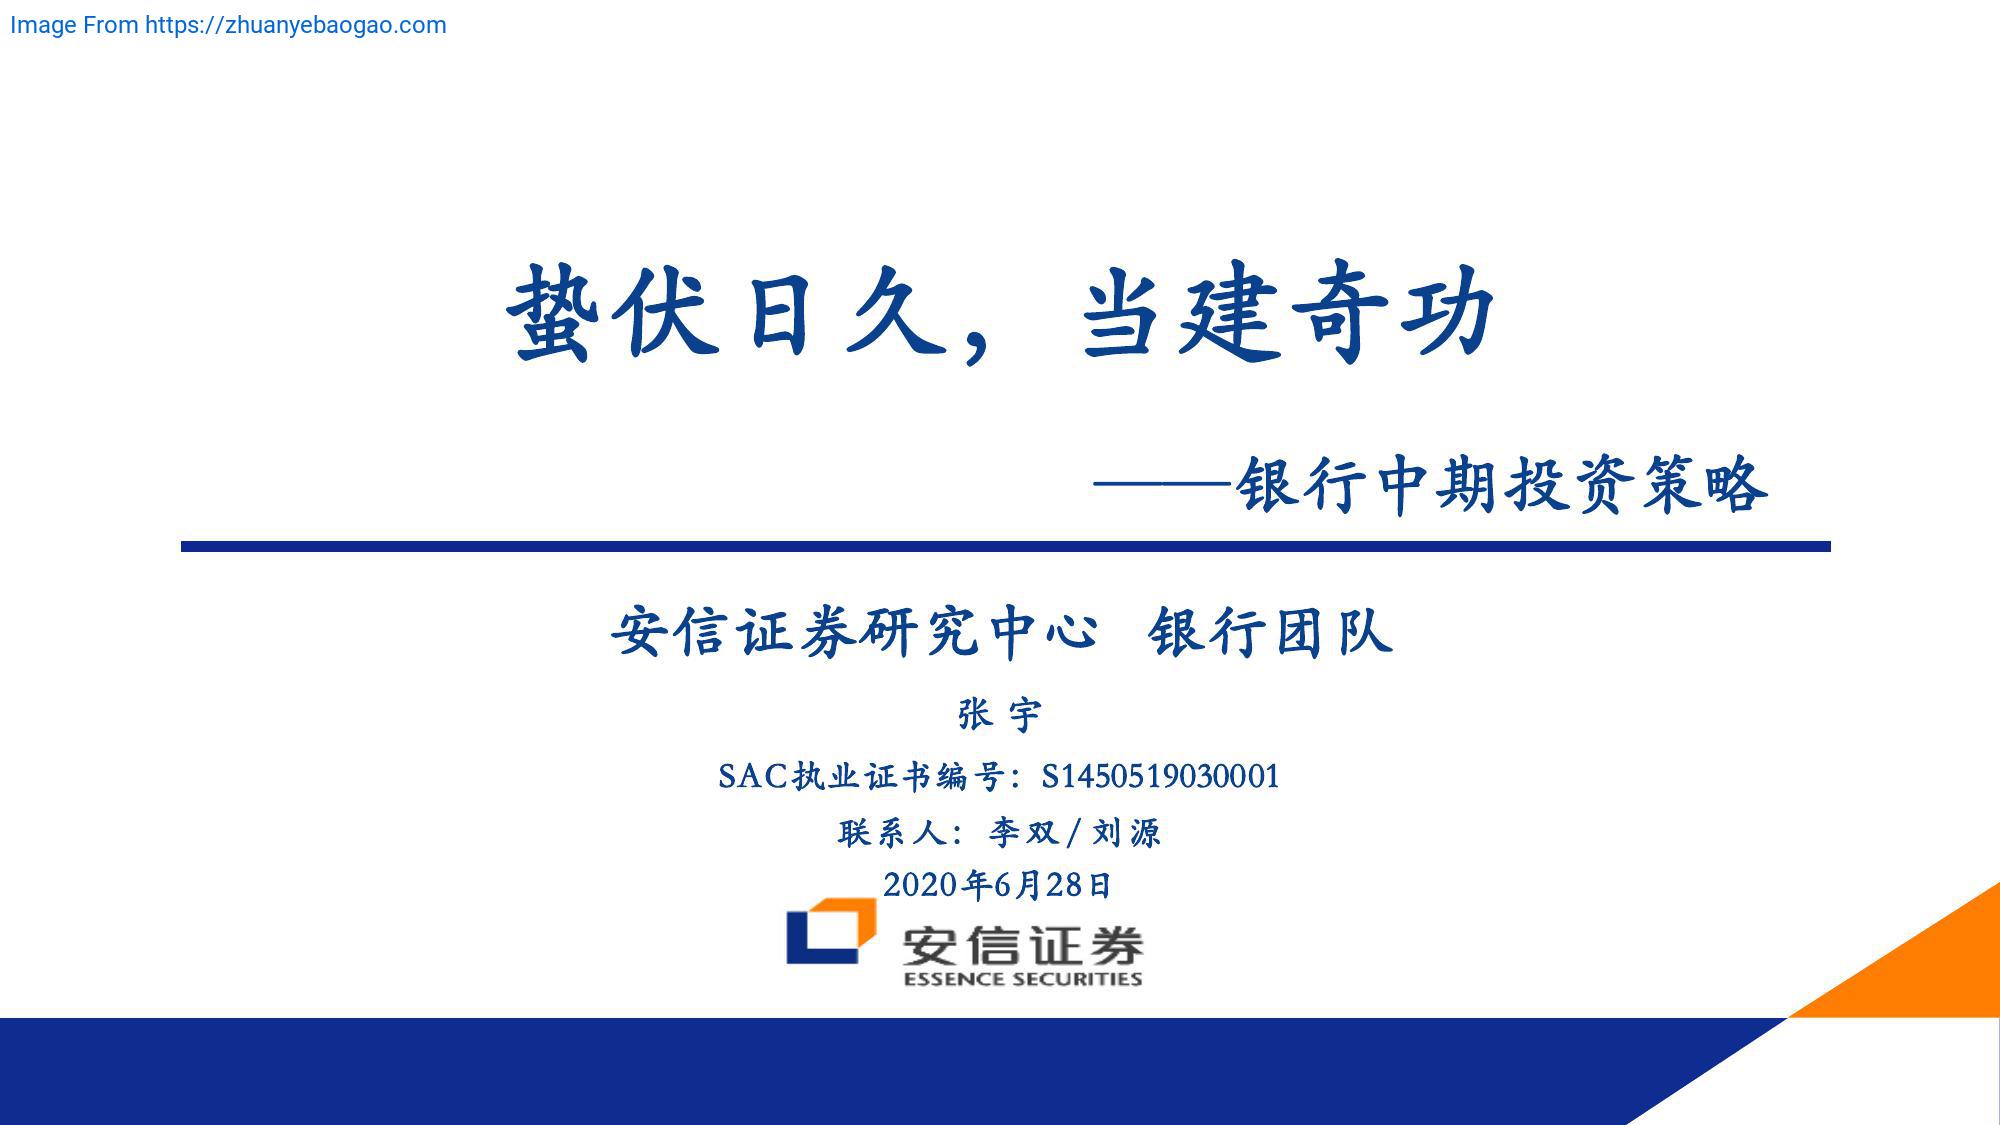 Image From https://zhuanyebaogao.com
蛰伏日久，当建奇功
——银行中期投资策略
安信证券研究中心 银行团队
张 宇
SAC执业证书编号：S1450519030001
联系人：李双/刘源
2020年6月28日
安信证券
ESSENCE SECURITIES